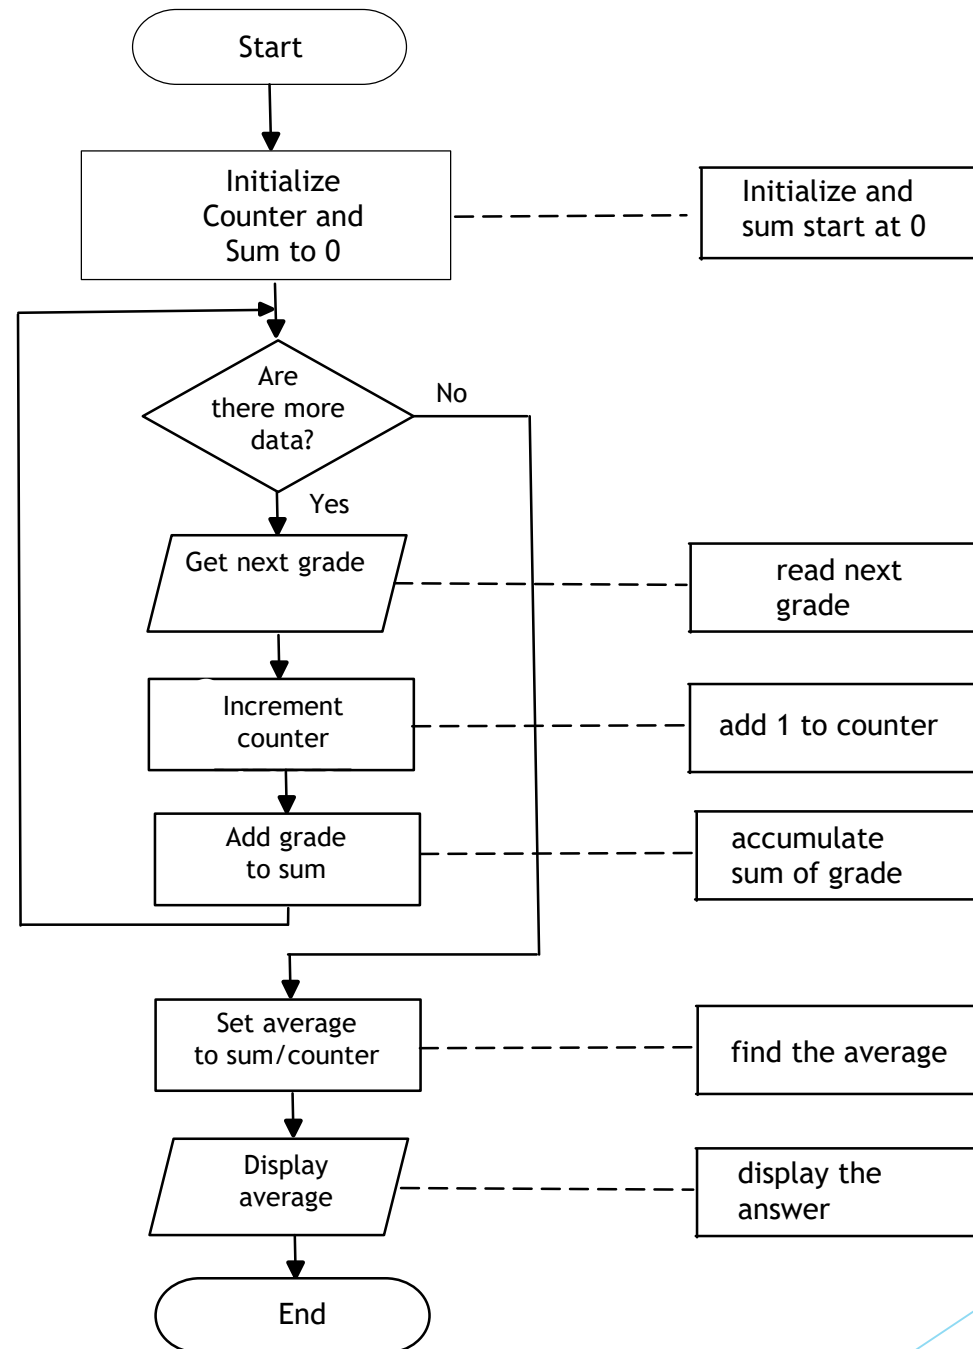 Start
Initialize
Counter and
Sum to 0
Initialize and
sum start at 0
Are
there more
data?
No
Yes
Get next grade
read next
grade
Increment
counter
add 1 to counter
Add grade
to sum
accumulate
sum of grade
Set average
to sum/counter
find the average
Display
average
display the
answer
End